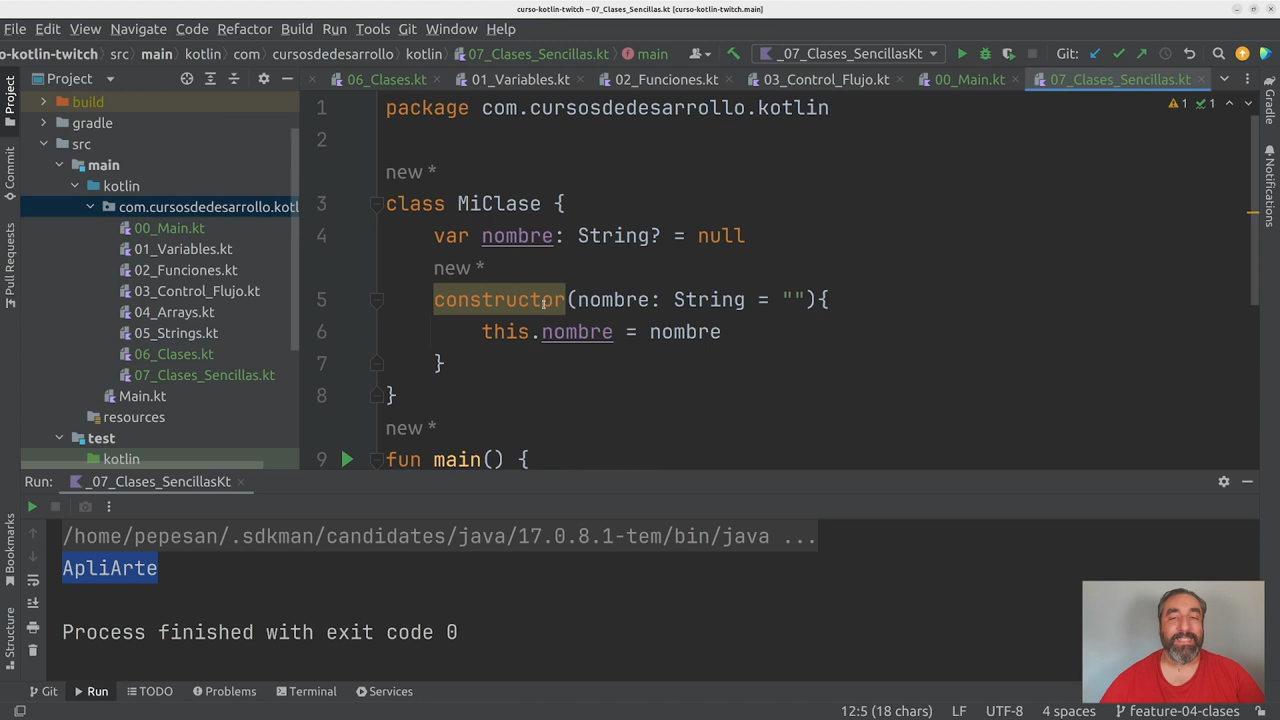 curso-kotlin-twitch – 07_Clases_Sencillas.kt [curso-kotlin-twitch.main]
File Edit View Navigate Code Refactor Build Run Tools Git Window Help
o-kotlin-twitch src main kotlin com cursosdedesarrollo kotlin 07_Clases_Sencillas.kt main _07_Clases_SencillasKt Git:
Project 06_Clases.kt 01_Variables.kt 02_Funciones.kt 03_Control_Flujo.kt 00_Main.kt 07_Clases_Sencillas.kt
Project
Commit
Pull Requests
Bookmarks
Structure
Gradle
Notifications
build
gradle
src
main
kotlin
com.cursosdedesarrollo.kotl
00_Main.kt
01_Variables.kt
02_Funciones.kt
03_Control_Flujo.kt
04_Arrays.kt
05_Strings.kt
06_Clases.kt
07_Clases_Sencillas.kt
Main.kt
resources
test
kotlin
1 1
1 package com.cursosdedesarrollo.kotlin
2
new *
3 class MiClase {
4 var nombre: String? = null
new *
5 constructor(nombre: String = ""){
6 this.nombre = nombre
7 }
8 }
new *
9 fun main() {
Run: _07_Clases_SencillasKt
/home/pepesan/.sdkman/candidates/java/17.0.8.1-tem/bin/java ...
ApliArte
Process finished with exit code 0
Git Run TODO Problems Terminal Services
12:5 (18 chars) LF UTF-8 4 spaces feature-04-clases